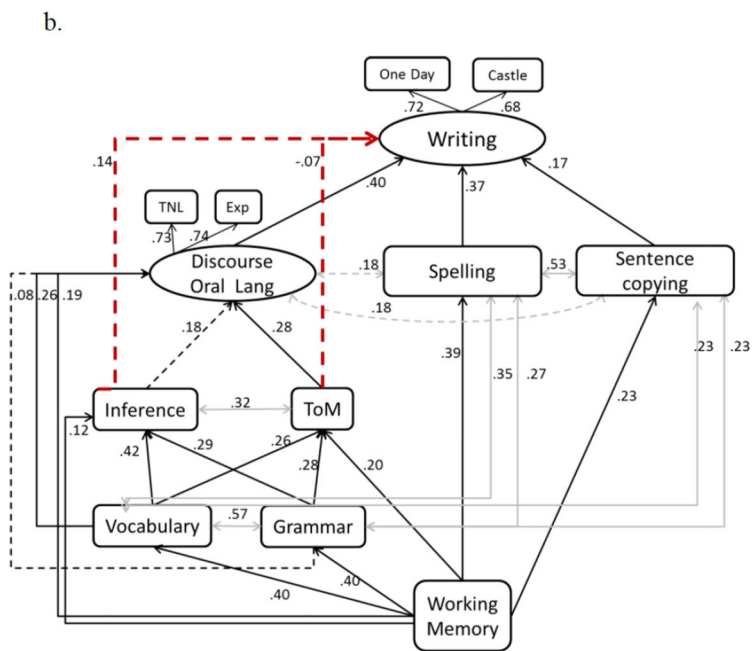 b.
One Day
Castle
.72
.68
Writing
.14
-.07
.40
.37
.17
TNL
Exp
.73
.74
Discourse
Oral Lang
.18
Spelling
.53
Sentence
copying
.08
.26
.19
.18
.18
.28
.39
.35
.27
.23
.23
.23
Inference
.32
ToM
.12
.42
.29
.26
.28
.20
Vocabulary
.57
Grammar
.40
.40
Working
Memory